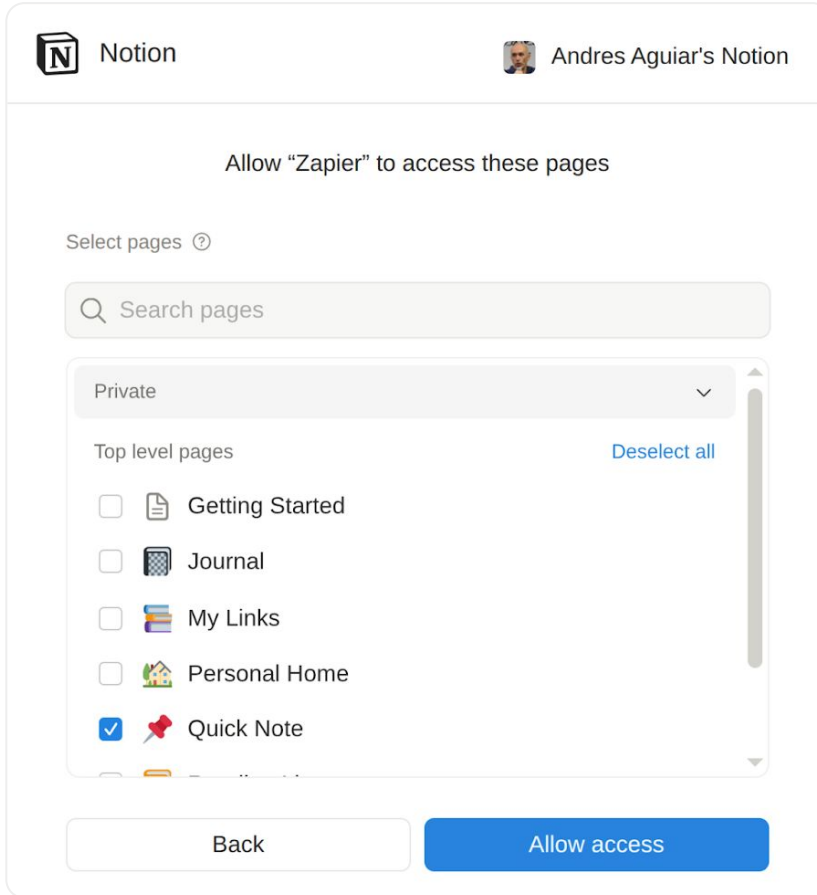 Notion
Andres Aguiar's Notion
Allow “Zapier” to access these pages
Select pages
Search pages
Private
Top level pages
Deselect all
Getting Started
Journal
My Links
Personal Home
Quick Note
Back
Allow access